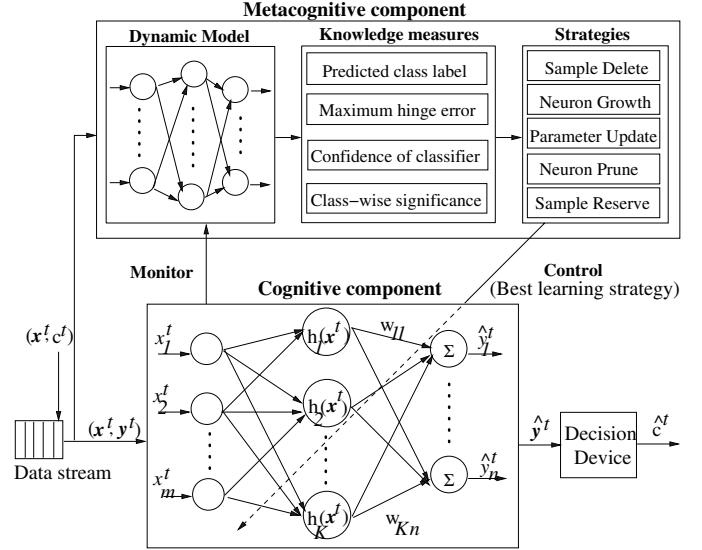 Metacognitive component
Dynamic Model
Knowledge measures
Predicted class label
Maximum hinge error
Confidence of classifier
Class−wise significance
Strategies
Sample Delete
Neuron Growth
Parameter Update
Neuron Prune
Sample Reserve
Monitor
Control
(Best learning strategy)
Cognitive component
(x^t, c^t)
(x^t, y^t)
Data stream
x_1^t
x_2^t
x_m^t
h_1(x^t)
h_2(x^t)
h_K(x^t)
w_11
w_Kn
Σ
Σ
ŷ_1^t
ŷ_n^t
ŷ^t
Decision
Device
ĉ^t